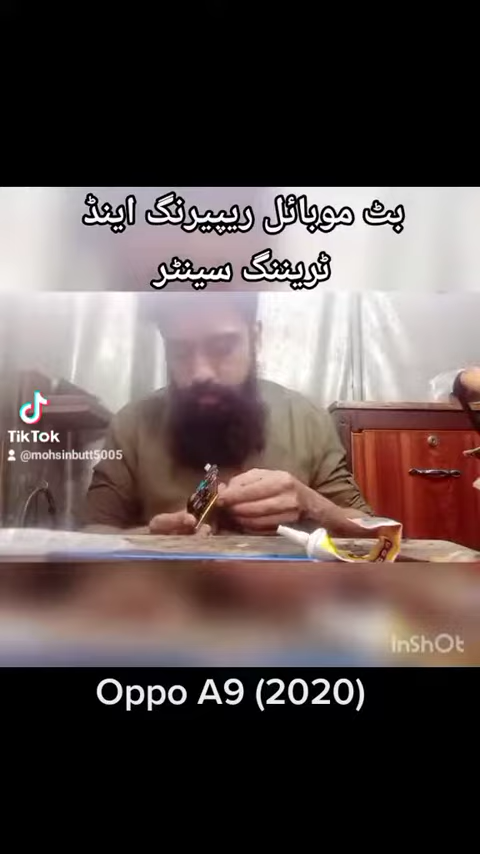 بٹ موبائل ریپیرنگ اینڈ
ٹریننگ سینٹر
TikTok
@mohsinbutt5005
InShOt
Oppo A9 (2020)